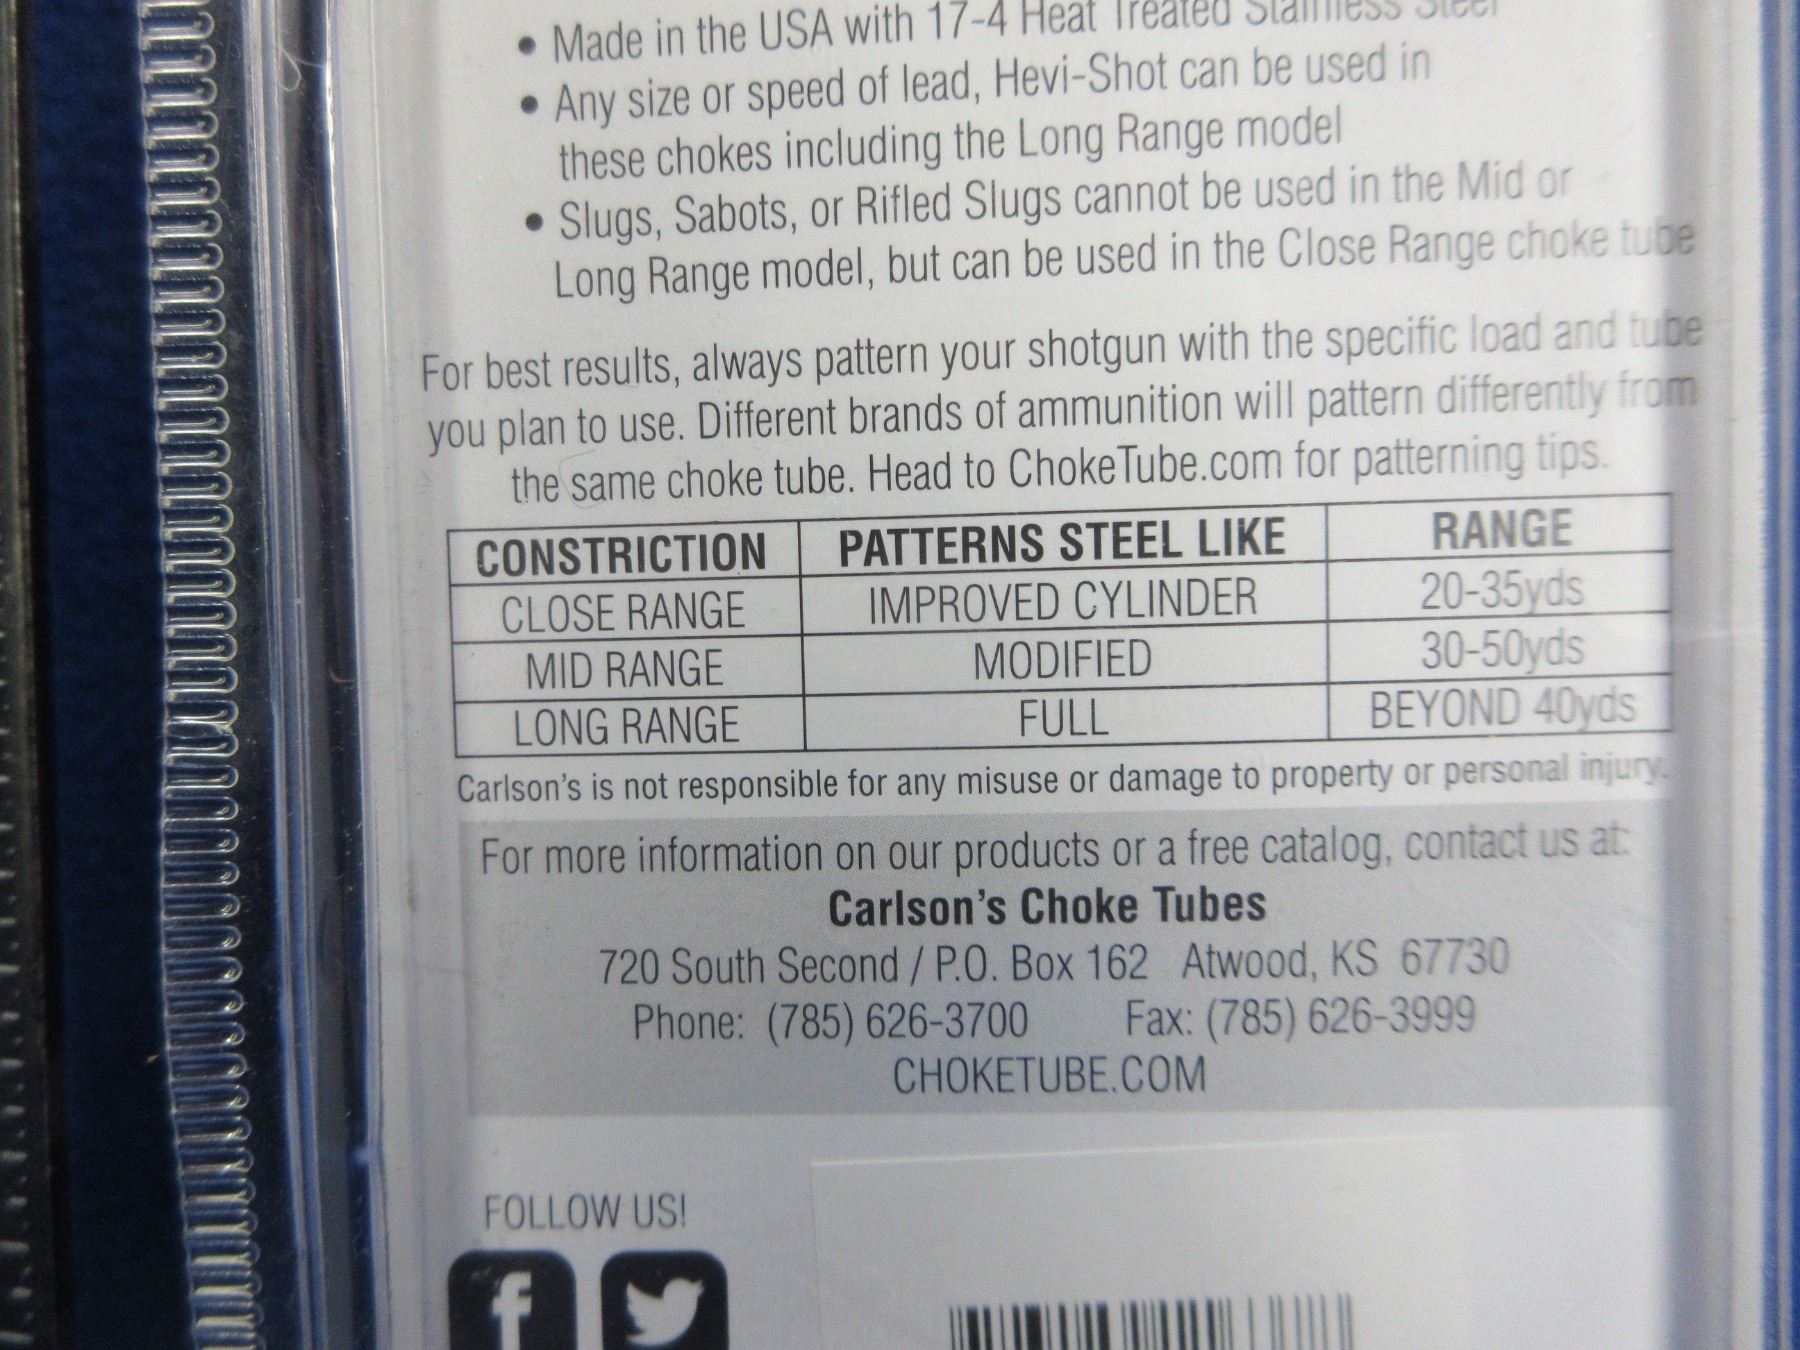 • Made in the USA with 17-4 Heat Treated Stainless Steel
• Any size or speed of lead, Hevi-Shot can be used in
these chokes including the Long Range model
• Slugs, Sabots, or Rifled Slugs cannot be used in the Mid or
Long Range model, but can be used in the Close Range choke tube
For best results, always pattern your shotgun with the specific load and tube
you plan to use. Different brands of ammunition will pattern differently from
the same choke tube. Head to ChokeTube.com for patterning tips.
CONSTRICTION PATTERNS STEEL LIKE RANGE
CLOSE RANGE IMPROVED CYLINDER 20-35yds
MID RANGE MODIFIED 30-50yds
LONG RANGE FULL BEYOND 40yds
Carlson's is not responsible for any misuse or damage to property or personal injury.
For more information on our products or a free catalog, contact us at:
Carlson's Choke Tubes
720 South Second / P.O. Box 162 Atwood, KS 67730
Phone: (785) 626-3700 Fax: (785) 626-3999
CHOKETUBE.COM
FOLLOW US!